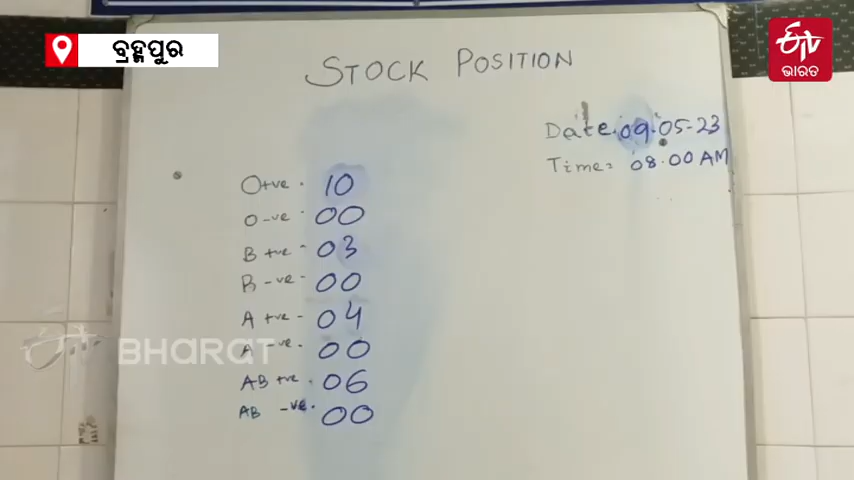 ବ୍ରହ୍ମପୁର
ETV
ଭାରତ
STOCK POSITION
Date. 09.05-23
Time= 08.00 AM
O+ve . 10
O -ve - 00
B +ve - 03
B -ve - 00
A +ve - 04
A -ve . 00
AB +ve . 06
AB -ve . 00
ETV BHARAT